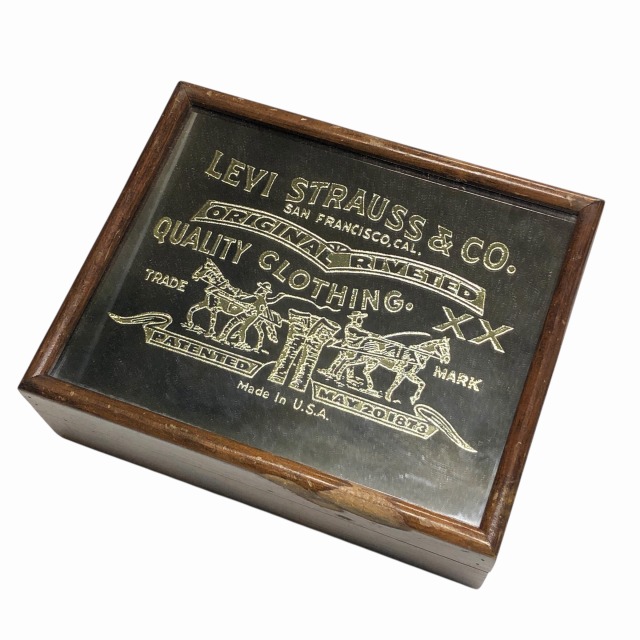 LEVI STRAUSS & CO.
SAN FRANCISCO, CAL.
ORIGINAL RIVETED
QUALITY CLOTHING.
XX
TRADE MARK
PATENTED MAY 20 1873
Made In U.S.A.